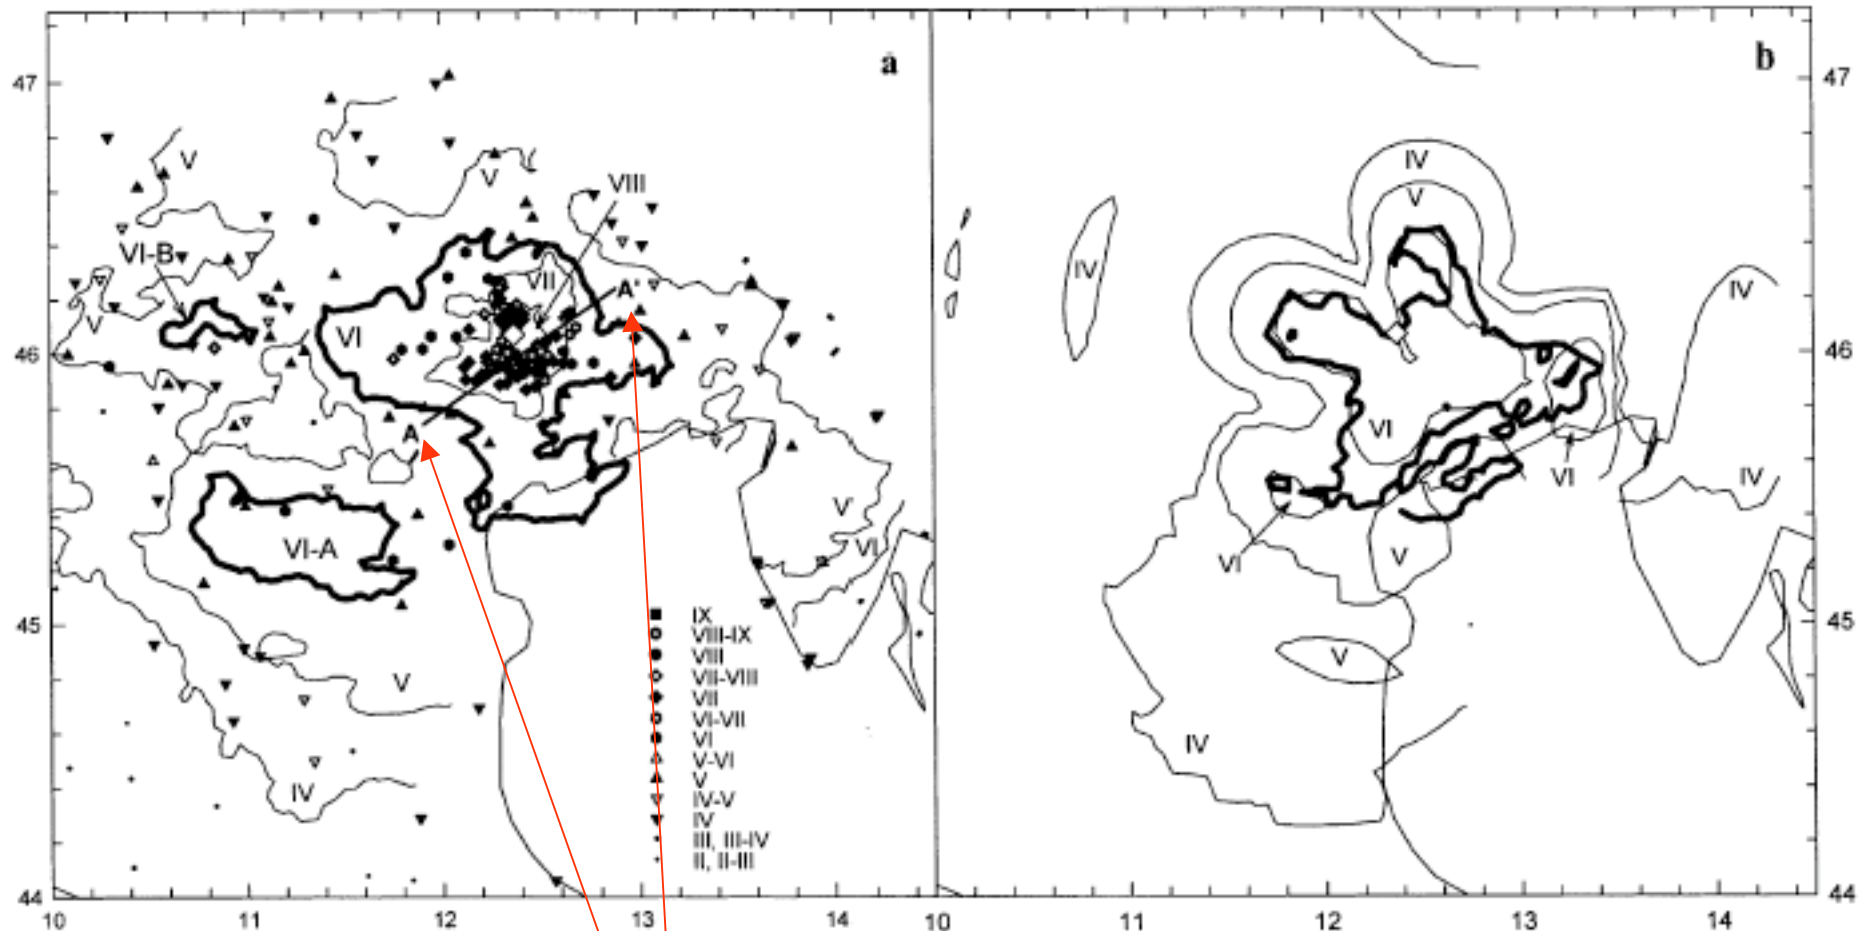 a
b
47
47
V
V
VIII
IV
V
VI-B
VII
A'
IV
IV
V
VI
46
46
A
VI
V
VI
IV
VI-A
VI
V
VI
45
45
IX
VIII-IX
VIII
VII-VIII
VII
VI-VII
VI
V-VI
V
IV-V
IV
III, III-IV
II, II-III
V
V
IV
IV
44
44
10
11
12
13
14
10
11
12
13
14